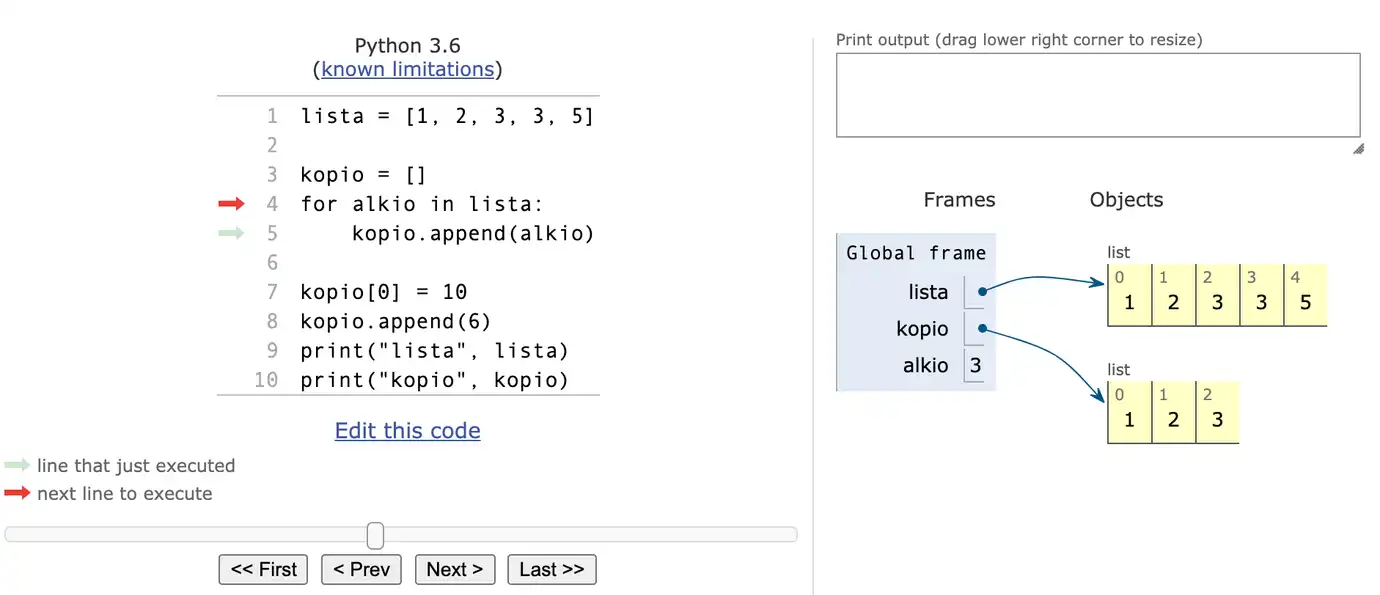 Python 3.6
(known limitations)
1 lista = [1, 2, 3, 3, 5]
2
3 kopio = []
4 for alkio in lista:
5     kopio.append(alkio)
6
7 kopio[0] = 10
8 kopio.append(6)
9 print("lista", lista)
10 print("kopio", kopio)
Edit this code
line that just executed
next line to execute
<< First < Prev Next > Last >>
Print output (drag lower right corner to resize)
Frames Objects
Global frame
lista
kopio
alkio 3
list
0 1 2 3 4
1 2 3 3 5
list
0 1 2
1 2 3